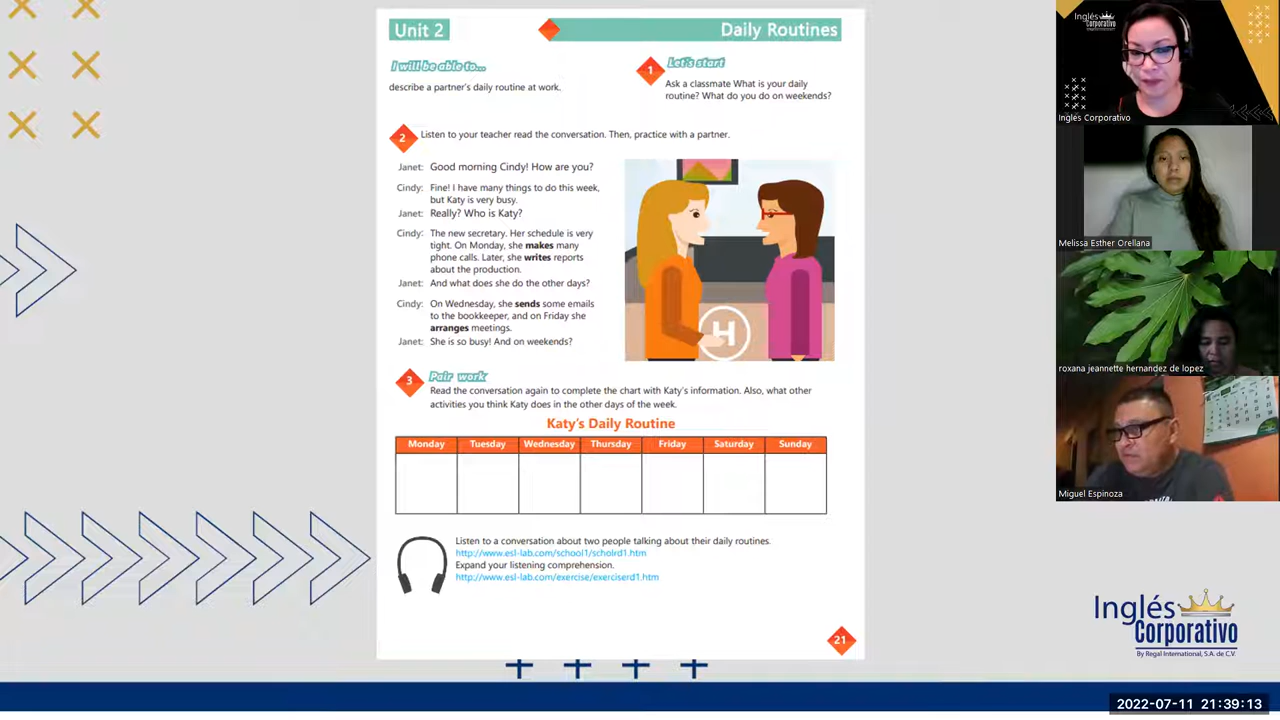 Unit 2
Daily Routines
I will be able to...
describe a partner's daily routine at work.
1
Let's start
Ask a classmate What is your daily
routine? What do you do on weekends?
2
Listen to your teacher read the conversation. Then, practice with a partner.
Janet: Good morning Cindy! How are you?
Cindy: Fine! I have many things to do this week,
but Katy is very busy.
Janet: Really? Who is Katy?
Cindy: The new secretary. Her schedule is very
tight. On Monday, she makes many
phone calls. Later, she writes reports
about the production.
Janet: And what does she do the other days?
Cindy: On Wednesday, she sends some emails
to the bookkeeper, and on Friday she
arranges meetings.
Janet: She is so busy! And on weekends?
H
3
Pair work
Read the conversation again to complete the chart with Katy's information. Also, what other
activities you think Katy does in the other days of the week.
Katy's Daily Routine
Monday Tuesday Wednesday Thursday Friday Saturday Sunday
Listen to a conversation about two people talking about their daily routines.
http://www.esl-lab.com/school1/scholrd1.htm
Expand your listening comprehension.
http://www.esl-lab.com/exercise/exerciserd1.htm
21
Inglés
Corporativo
Inglés Corporativo
Melissa Esther Orellana
roxana jeannette hernandez de lopez
Miguel Espinoza
Inglés
Corporativo
By Regal International, S.A. de C.V.
2022-07-11 21:39:13